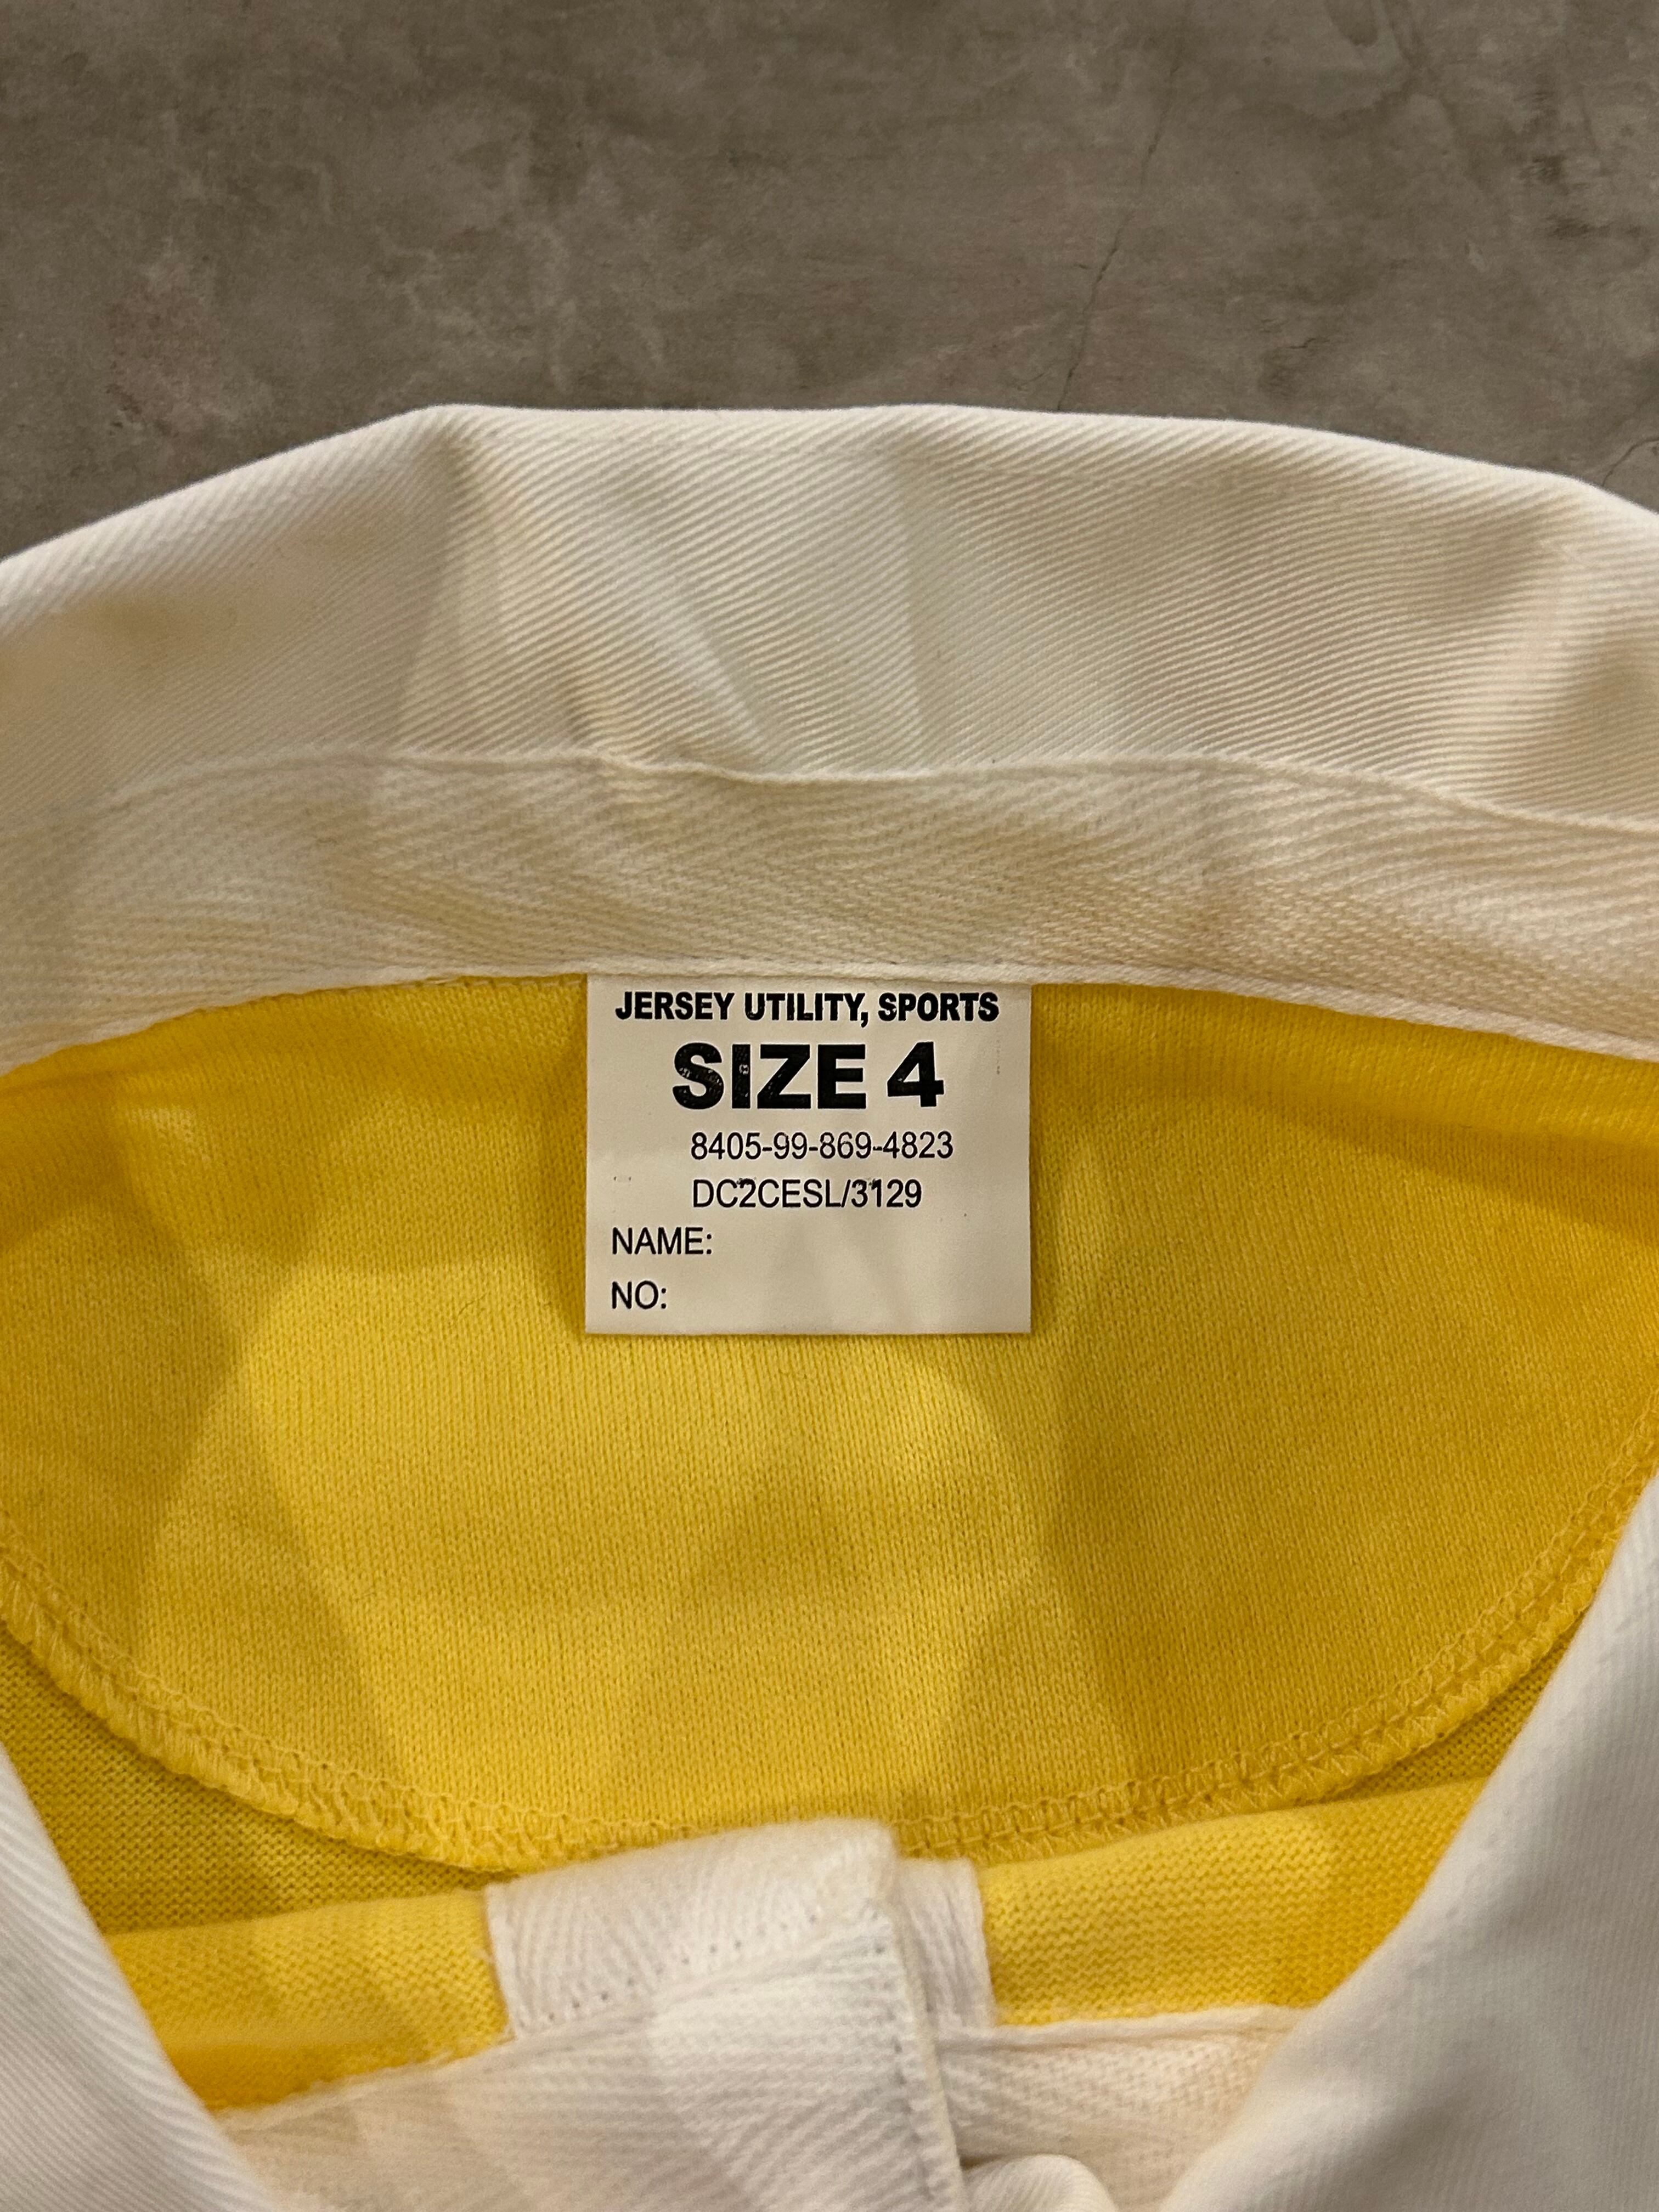 JERSEY UTILITY, SPORTS
SIZE 4
8405-99-869-4823
DC2CESL/3129
NAME:
NO: